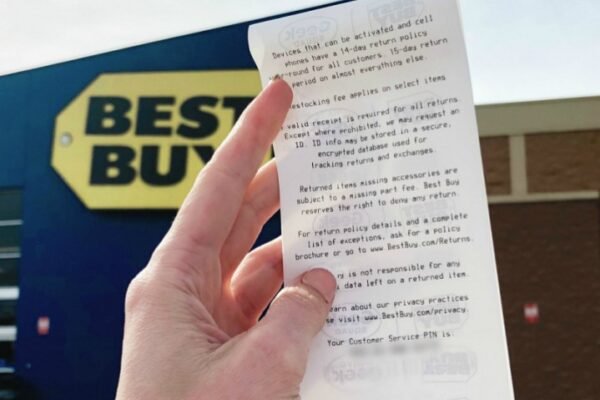 BEST
BUY
Devices that can be activated and cell
phones have a 14-day return policy
for all customers. 15-day return
period on almost everything else.
fee applies on select items
valid receipt is required for all returns.
Except where prohibited, we may request an
ID. ID info may be stored in a secure,
encrypted database used for
tracking returns and exchanges.
Returned items missing accessories are
subject to a missing part fee. Best Buy
reserves the right to deny any return.
For return policy details and a complete
list of exceptions, ask for a policy
brochure or go to www.BestBuy.com/Returns.
is not responsible for any
data left on a returned item.
about our privacy practices
visit www.BestBuy.com/privacy.
Your Customer Service PIN is: